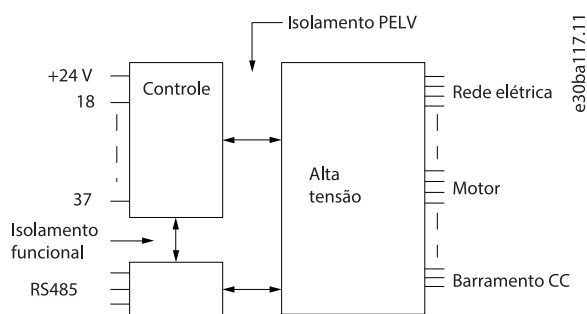 Isolamento PELV
e30ba117.11
+24 V
Controle
18
Rede elétrica
Alta
tensão
Motor
37
Isolamento
funcional
RS485
Barramento CC